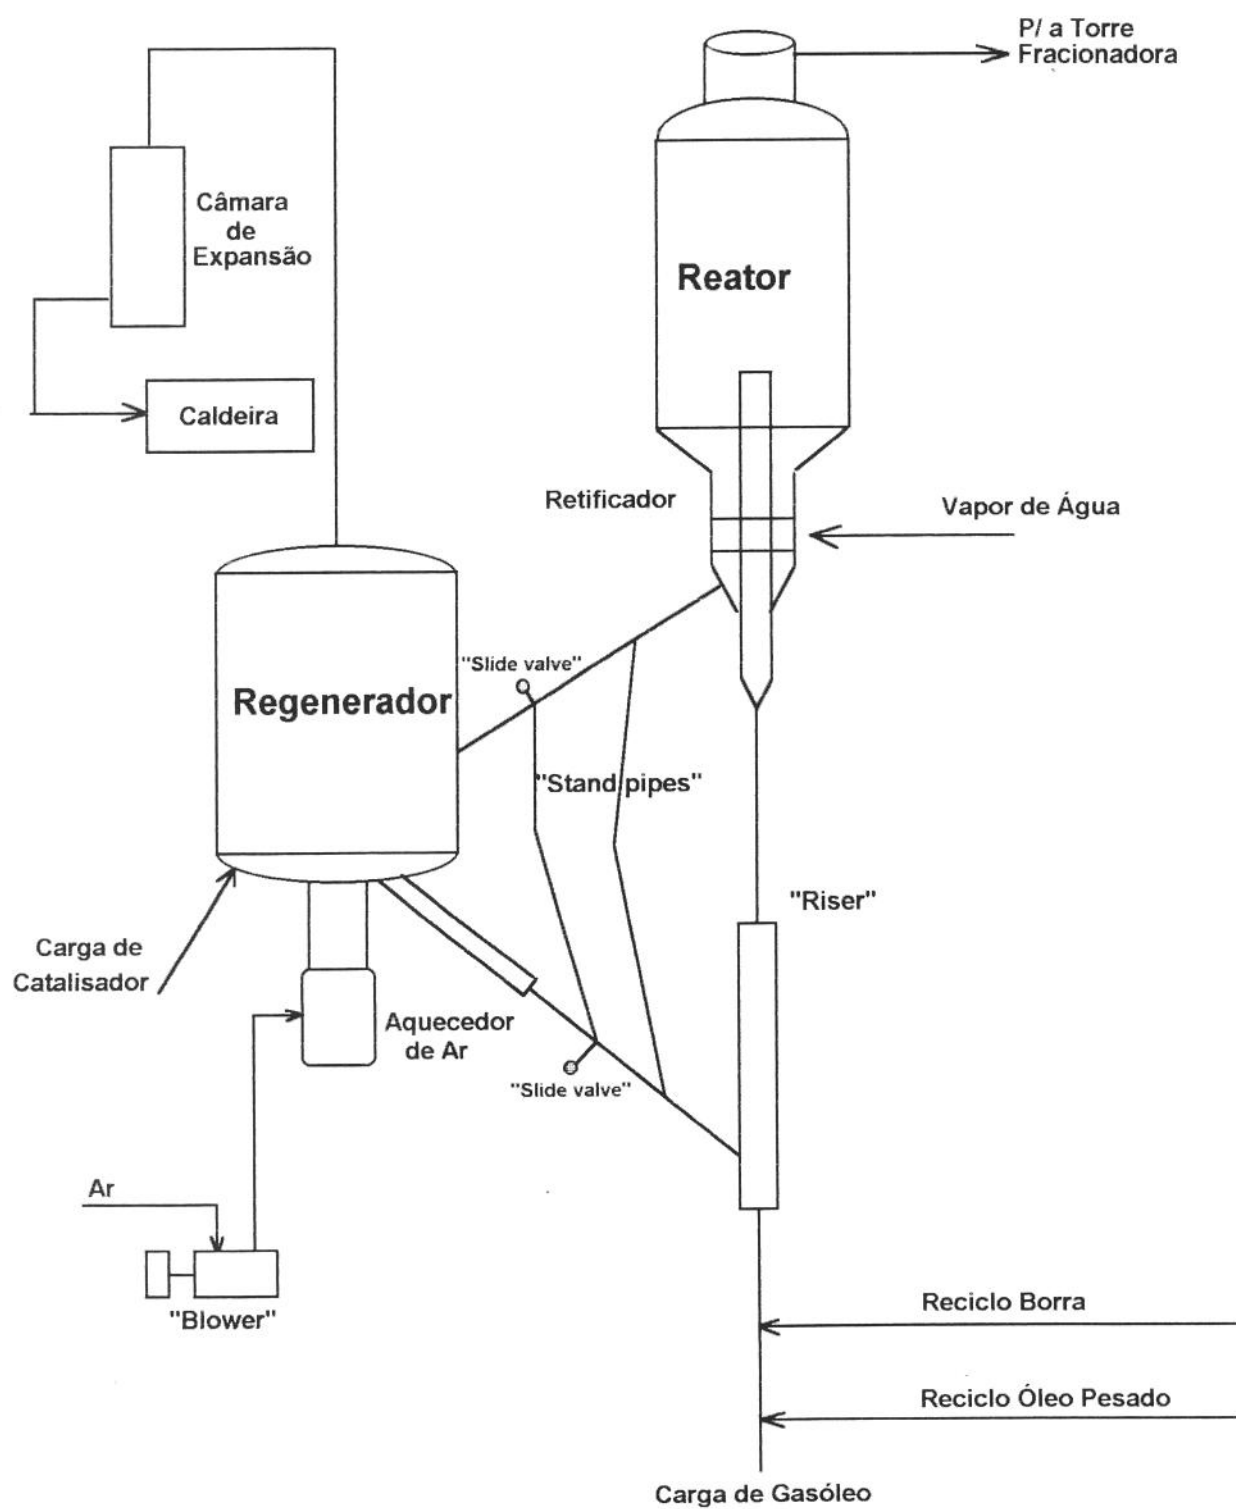 P/ a Torre
Fracionadora
Câmara
de
Expansão
Reator
Caldeira
Retificador
Vapor de Água
"Slide valve"
Regenerador
"Stand pipes"
"Riser"
Carga de
Catalisador
Aquecedor
de Ar
"Slide valve"
Ar
"Blower"
Reciclo Borra
Reciclo Óleo Pesado
Carga de Gasóleo